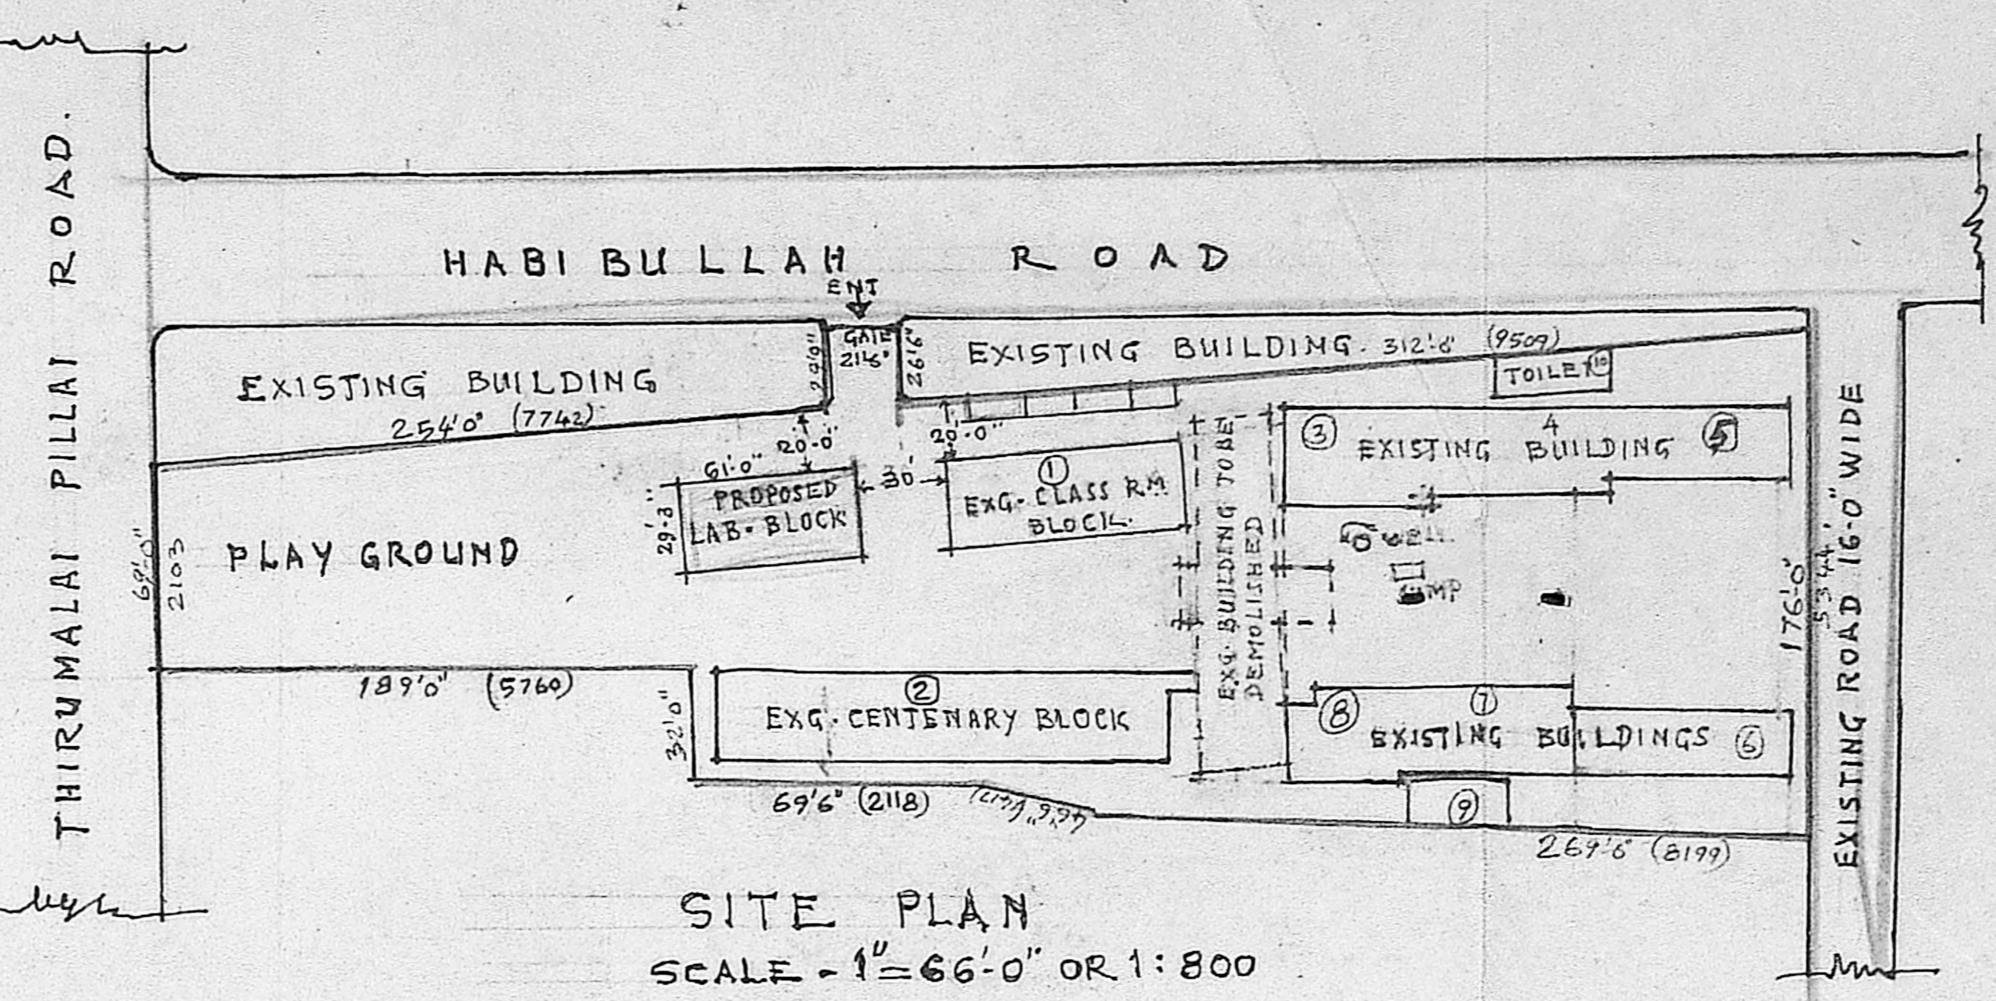 THIRUMALAI PILLAI ROAD.
HABIBULLAH ROAD
ENT
GATE
21'6"
29'9"
26'6"
EXISTING BUILDING
254'0" (7742)
EXISTING BUILDING. 312'6" (9509)
TOILET 10
20'-0"
20'-0"
61'-0"
30'
29'-3"
PROPOSED
LAB-BLOCK
1
EXG-CLASS RM
BLOCK.
EXG. BUILDING TO BE
DEMOLISHED
3 4 5
EXISTING BUILDING
WELL
PLAY GROUND
69'-0"
2103
189'0" (5760)
32'0"
2
EXG. CENTENARY BLOCK
69'6" (2118)
8 7
EXISTING BUILDINGS 6
9
269'6" (8199)
176'-0"
5344
EXISTING ROAD 16-0" WIDE
SITE PLAN
SCALE - 1"=66'-0" OR 1:800